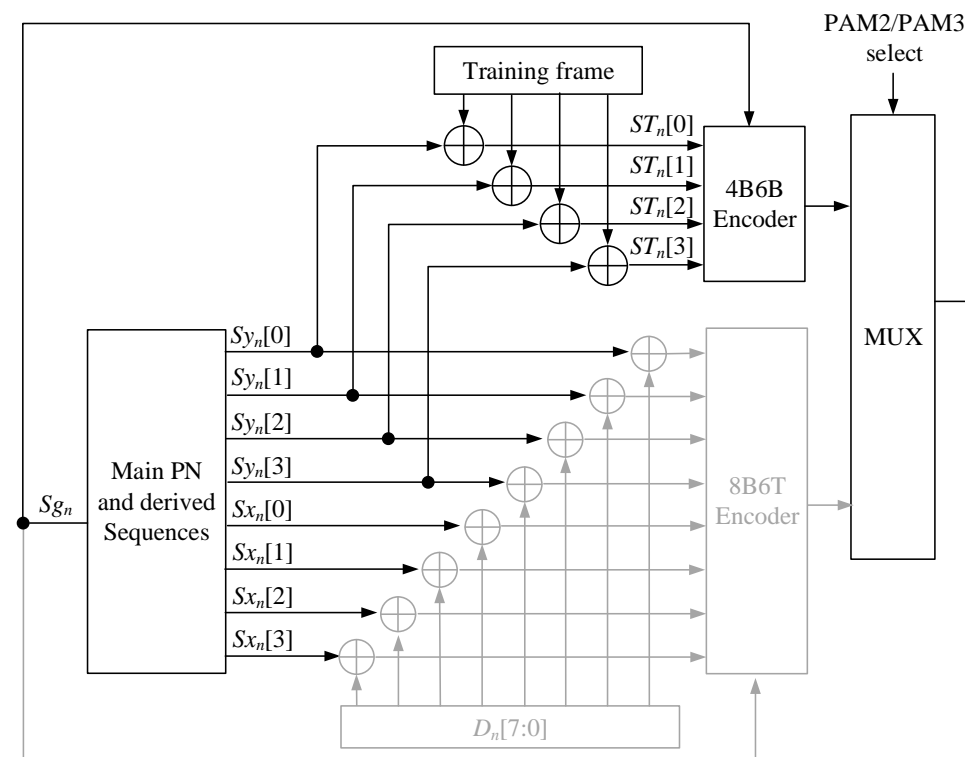 PAM2/PAM3
select
Training frame
STₙ[0]
STₙ[1]
STₙ[2]
STₙ[3]
4B6B
Encoder
MUX
Syₙ[0]
Syₙ[1]
Syₙ[2]
Syₙ[3]
Sxₙ[0]
Sxₙ[1]
Sxₙ[2]
Sxₙ[3]
Sgₙ
Main PN
and derived
Sequences
8B6T
Encoder
Dₙ[7:0]